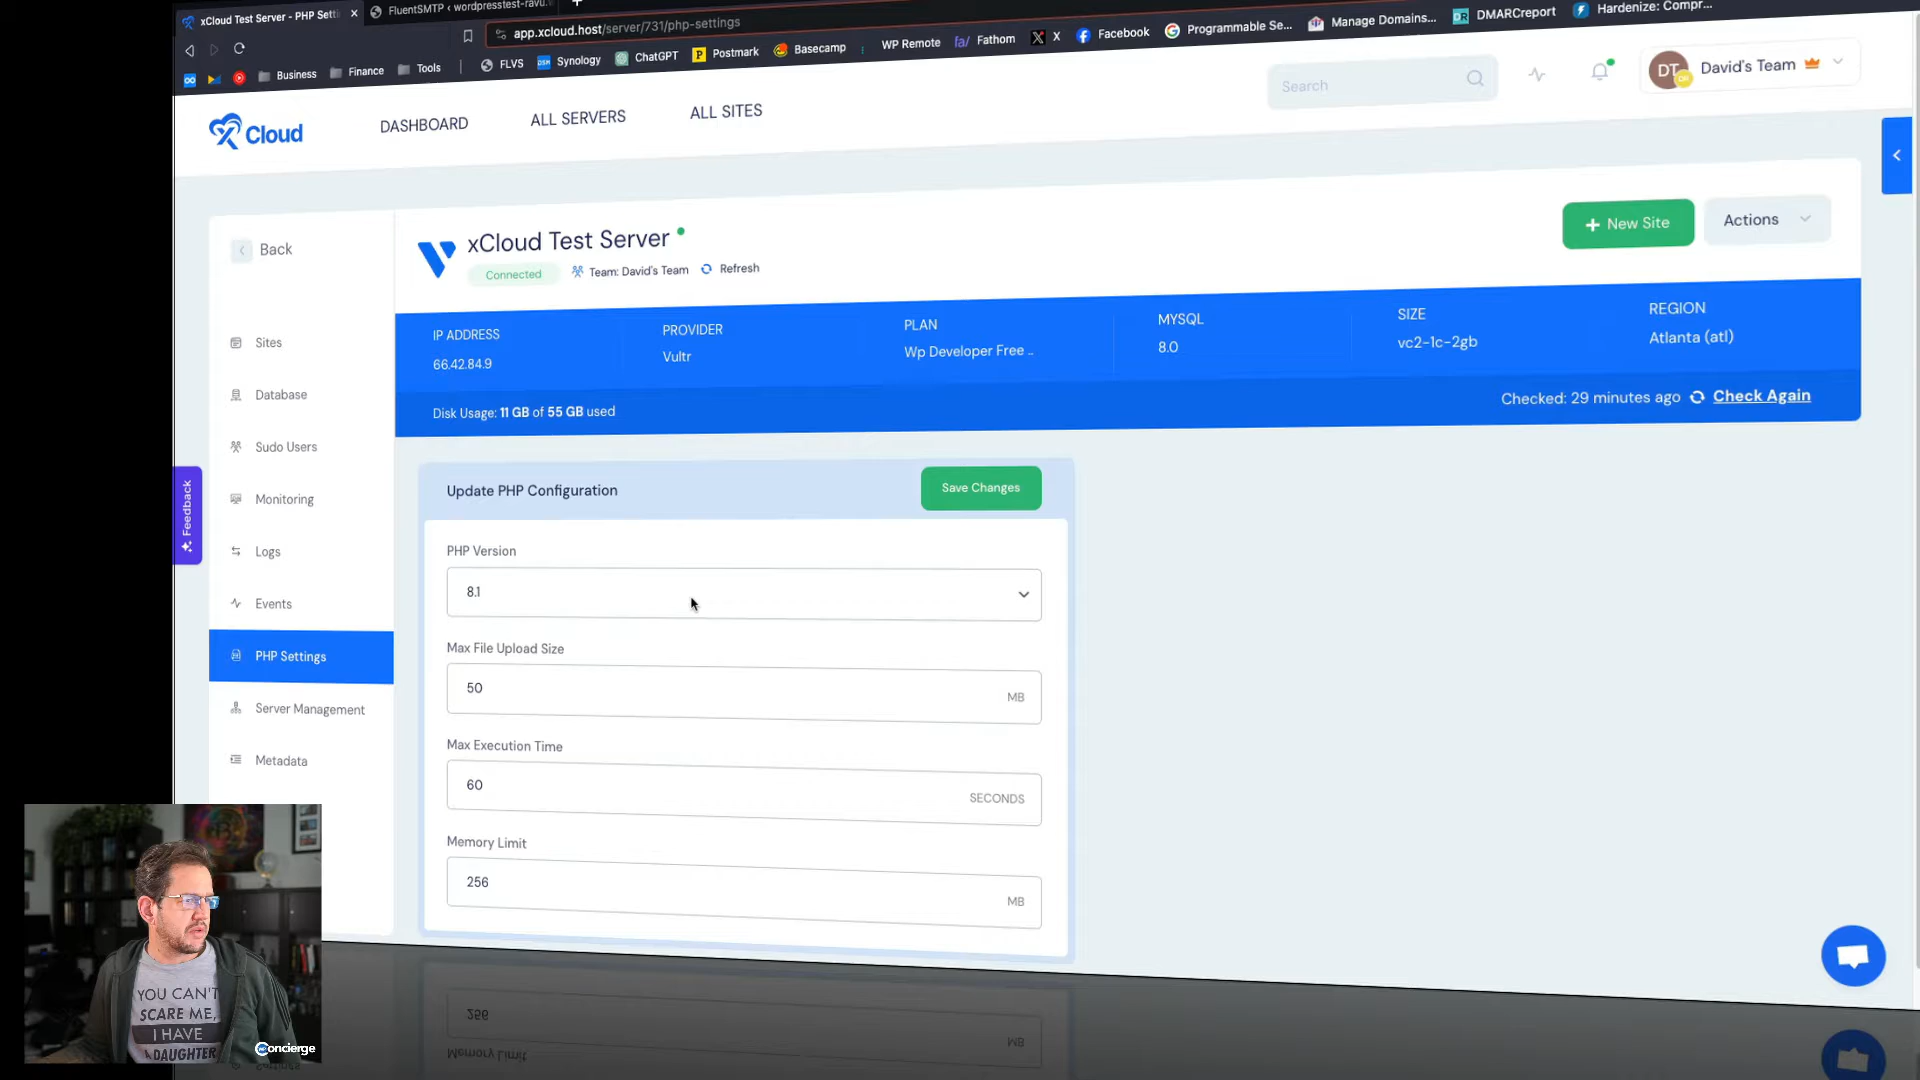 xCloud Test Server - PHP Setti
FluentSMTP ‹ wordpresstest-ravu.
app.xcloud.host/server/731/php-settings
Business
Finance
Tools
FLVS
Synology
ChatGPT
Postmark
Basecamp
WP Remote
Fathom
X
Facebook
Programmable Se...
Manage Domains...
DMARCreport
Hardenize: Compr...
xCloud
DASHBOARD
ALL SERVERS
ALL SITES
Search
DT
David's Team
Back
Sites
Database
Sudo Users
Monitoring
Logs
Events
PHP Settings
Server Management
Metadata
Feedback
xCloud Test Server
Connected
Team: David's Team
Refresh
+ New Site
Actions
IP ADDRESS
66.42.84.9
PROVIDER
Vultr
PLAN
Wp Developer Free ...
MYSQL
8.0
SIZE
vc2-1c-2gb
REGION
Atlanta (atl)
Disk Usage: 11 GB of 55 GB used
Checked: 29 minutes ago
Check Again
Update PHP Configuration
Save Changes
PHP Version
8.1
Max File Upload Size
50
MB
Max Execution Time
60
SECONDS
Memory Limit
256
MB
YOU CAN'T
SCARE ME,
I HAVE
A DAUGHTER